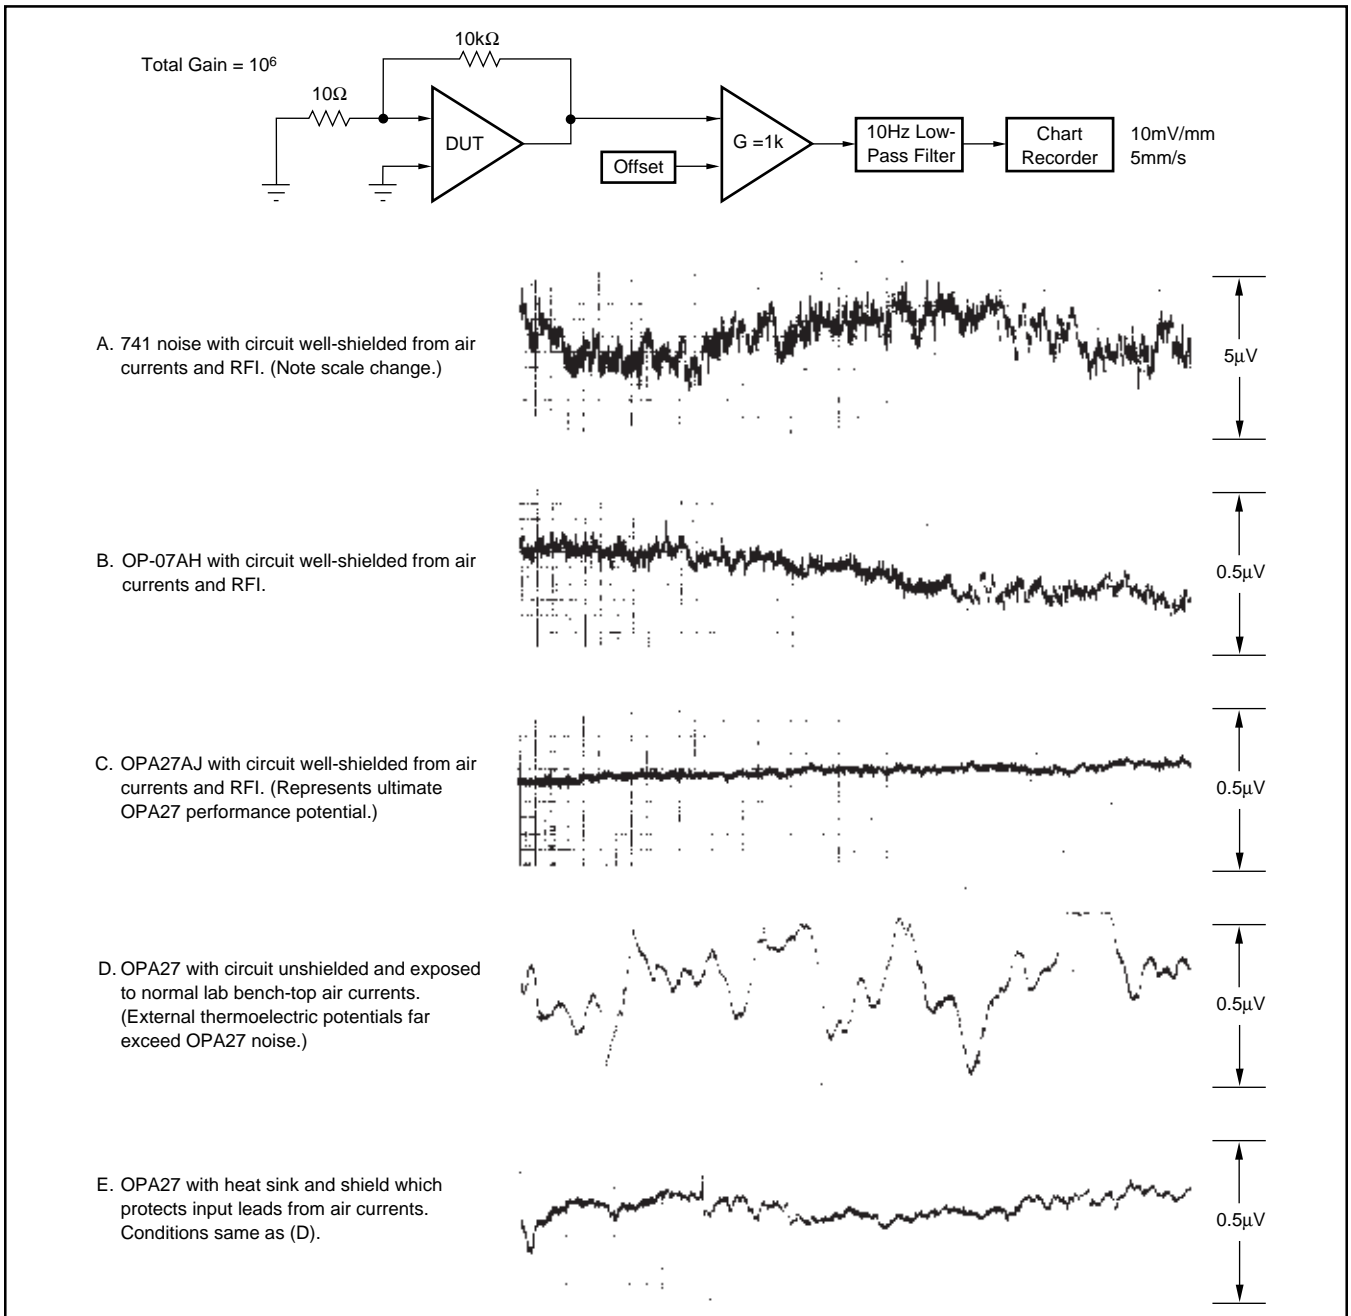 Total Gain = 10⁶
10kΩ
10Ω
DUT
Offset
G =1k
10Hz Low-
Pass Filter
Chart
Recorder
10mV/mm
5mm/s
A. 741 noise with circuit well-shielded from air
currents and RFI. (Note scale change.)
5μV
B. OP-07AH with circuit well-shielded from air
currents and RFI.
0.5μV
C. OPA27AJ with circuit well-shielded from air
currents and RFI. (Represents ultimate
OPA27 performance potential.)
0.5μV
D. OPA27 with circuit unshielded and exposed
to normal lab bench-top air currents.
(External thermoelectric potentials far
exceed OPA27 noise.)
0.5μV
E. OPA27 with heat sink and shield which
protects input leads from air currents.
Conditions same as (D).
0.5μV